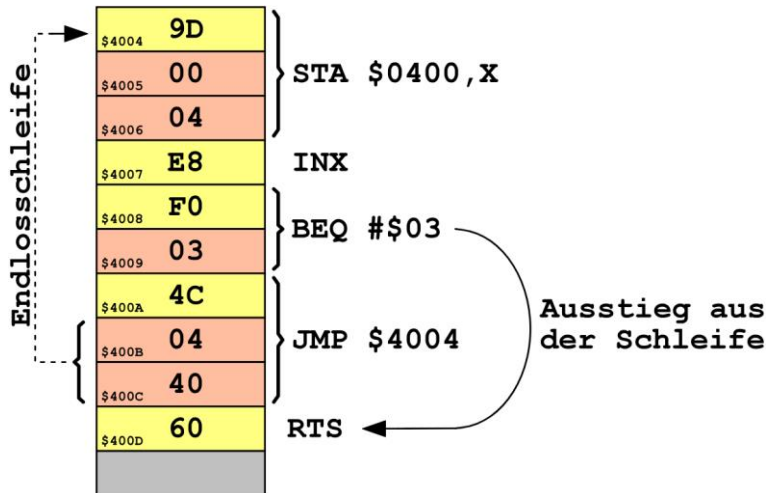 Endlosschleife
$4004 9D
STA $0400,X
$4005 00
$4006 04
$4007 E8 INX
$4008 F0
BEQ #$03
$4009 03
$400A 4C
$400B 04 JMP $4004
$400C 40
$400D 60 RTS
Ausstieg aus
der Schleife